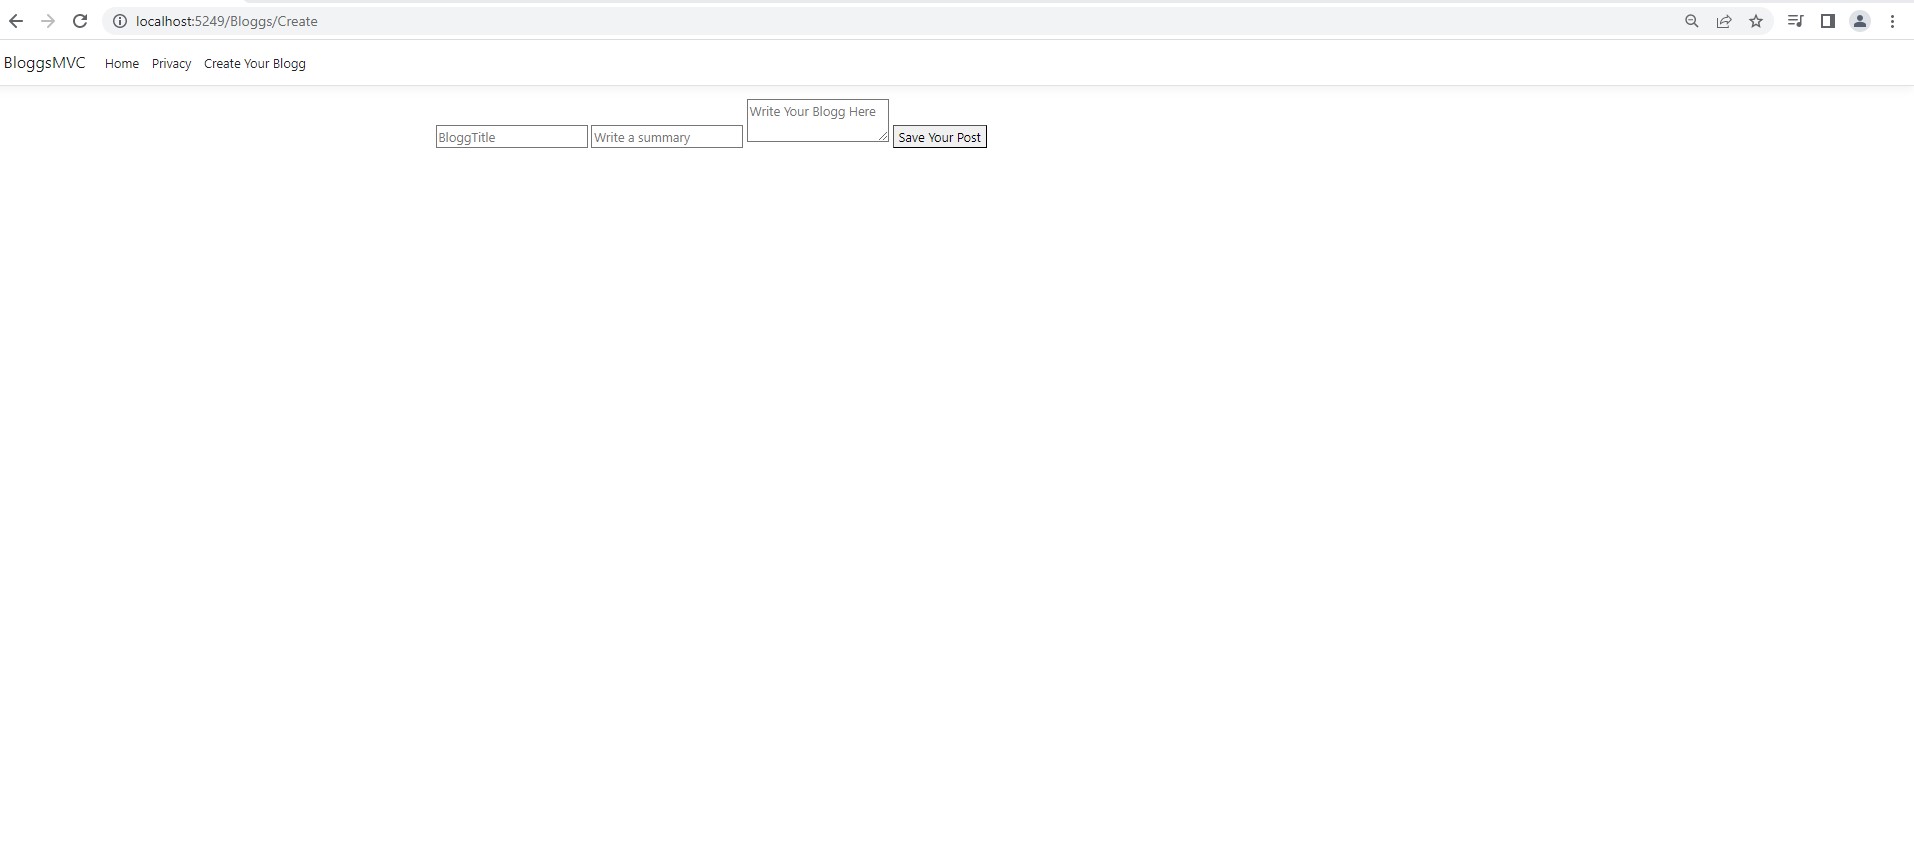 localhost:5249/Bloggs/Create
BloggsMVC Home Privacy Create Your Blogg
BloggTitle Write a summary Write Your Blogg Here Save Your Post